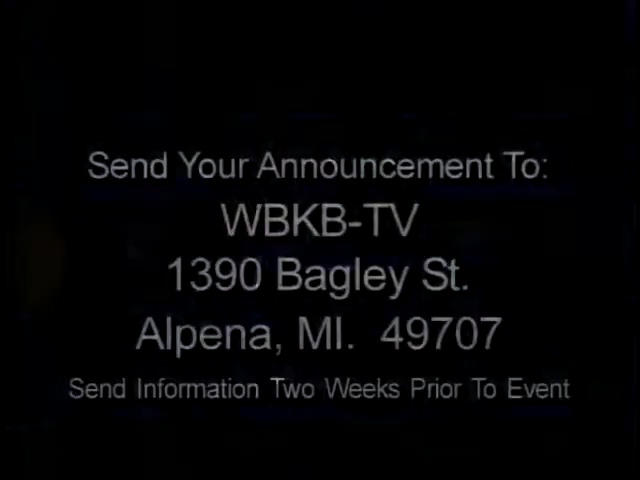 Send Your Announcement To:
WBKB-TV
1390 Bagley St.
Alpena, MI.  49707
Send Information Two Weeks Prior To Event